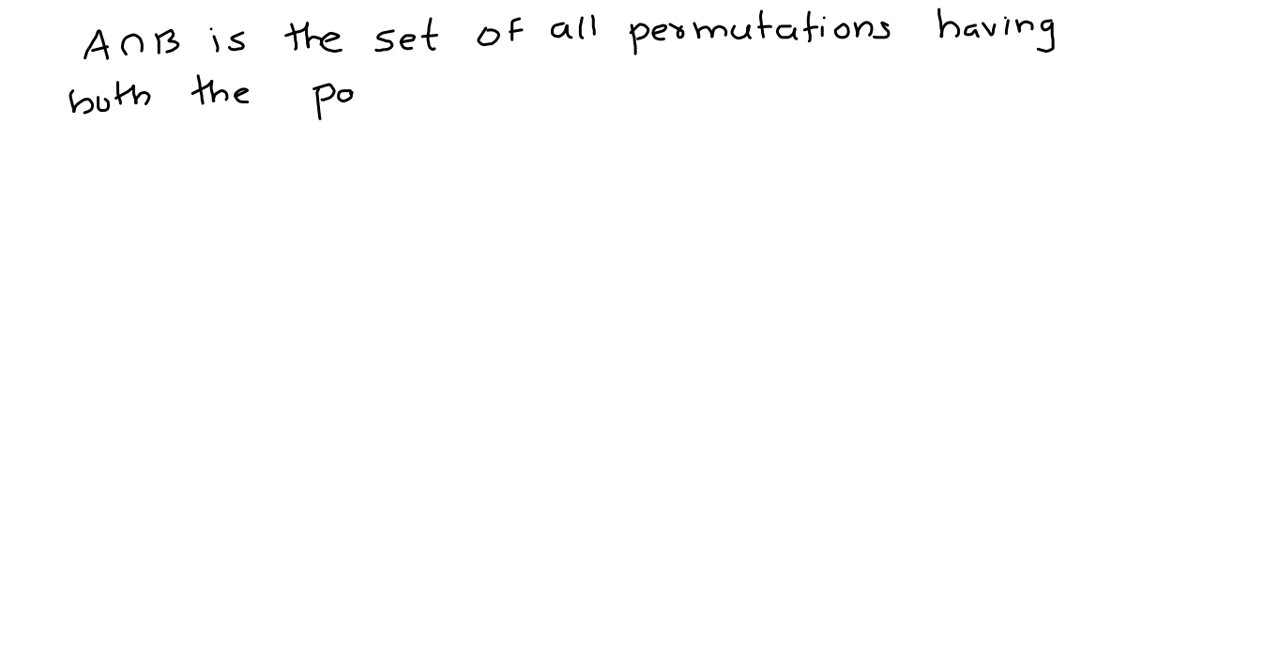 A∩B is the set of all permutations having
both the po